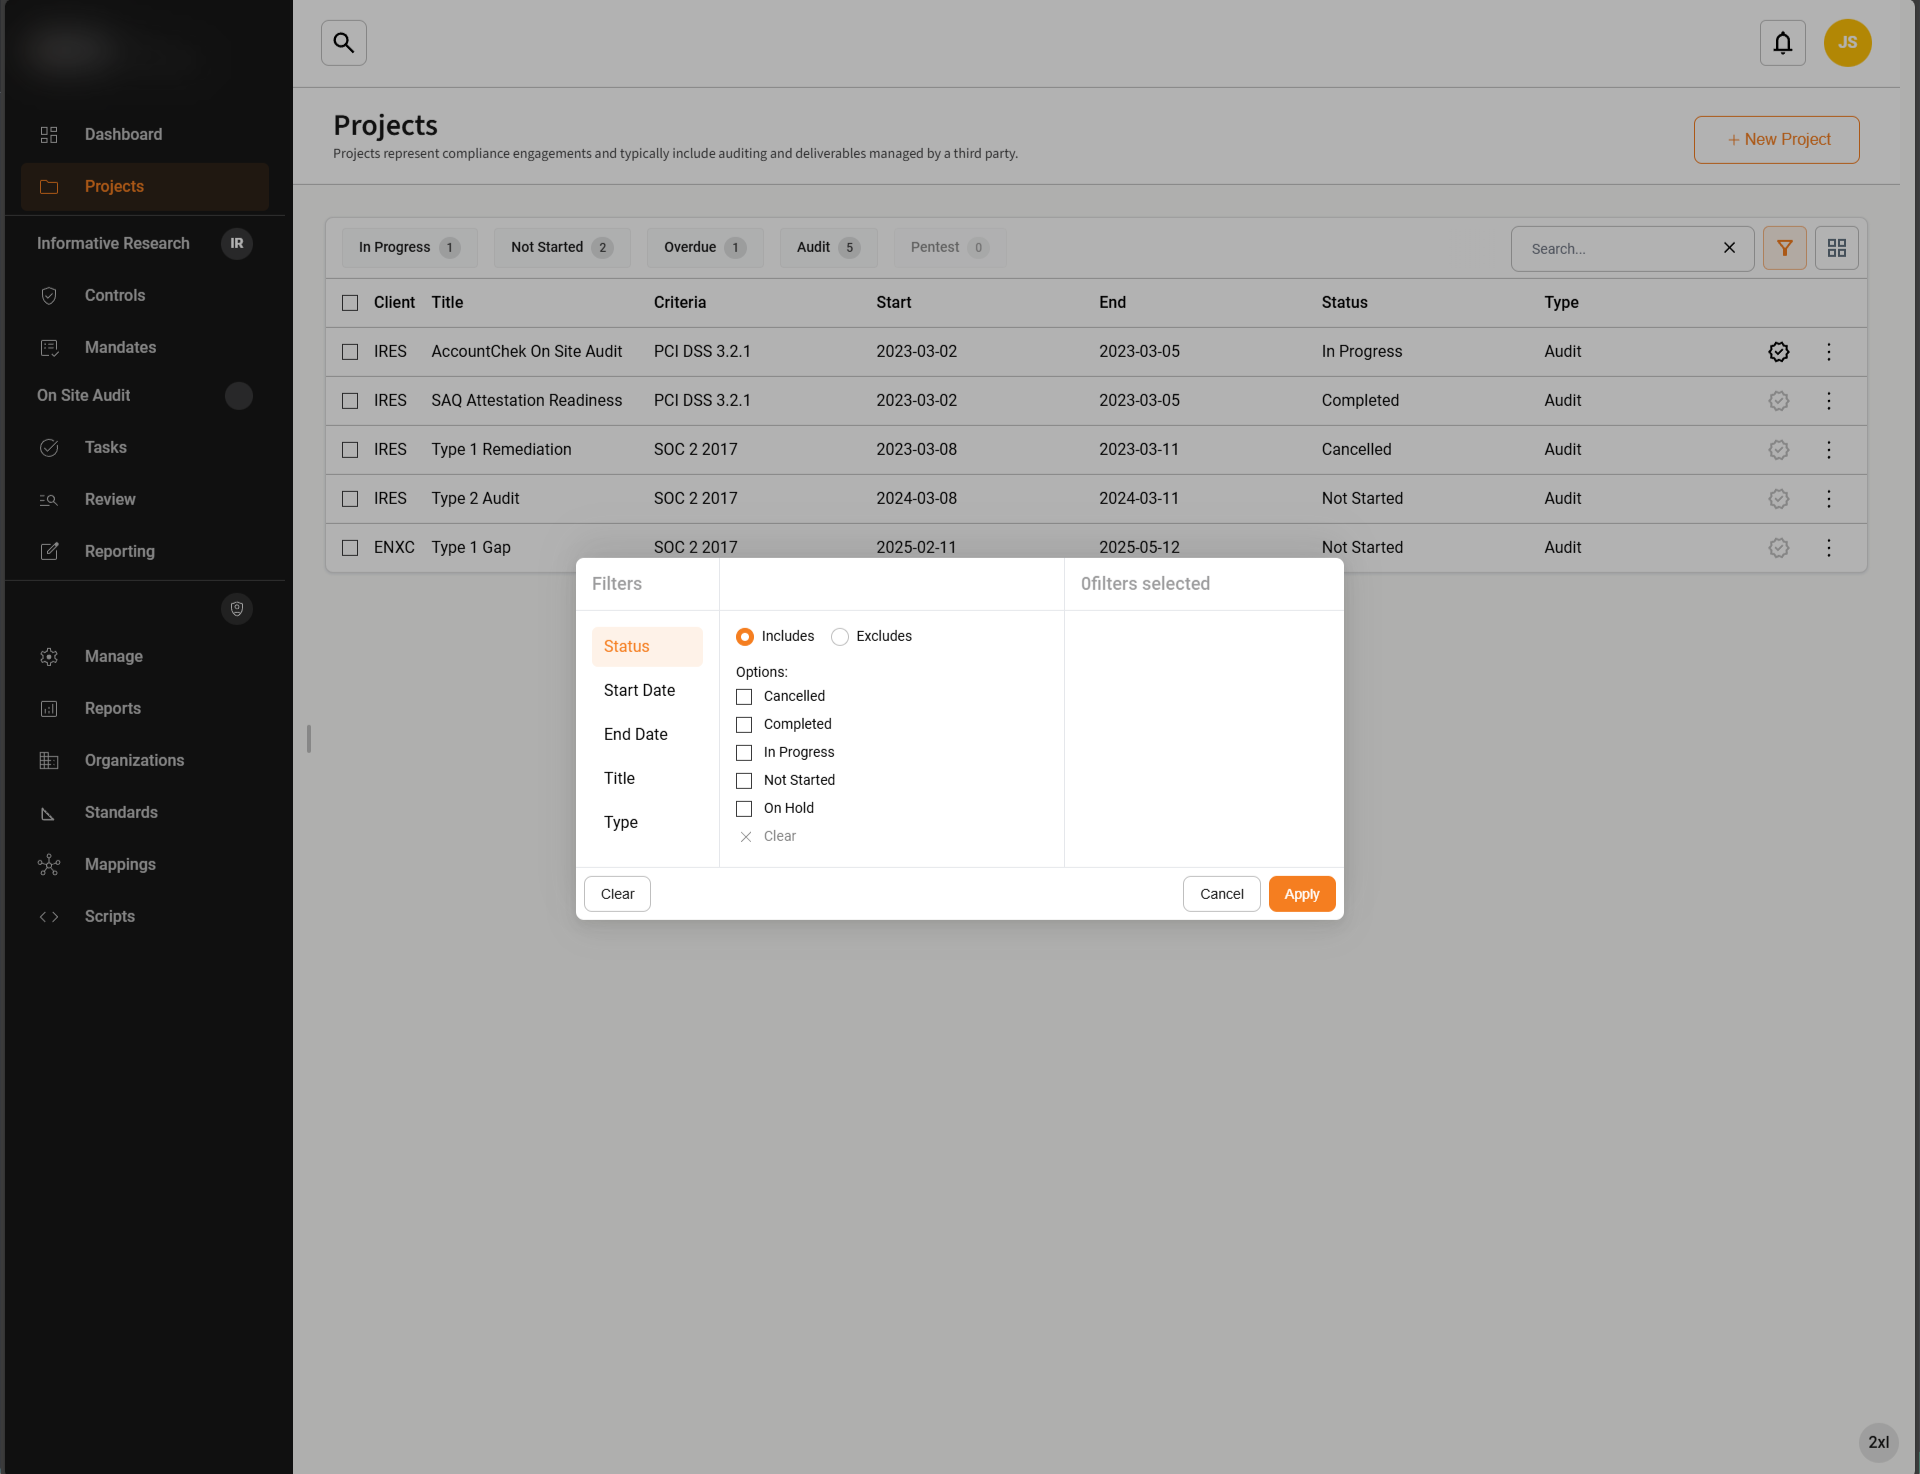 JS
Dashboard
Projects
Informative Research IR
Controls
Mandates
On Site Audit
Tasks
Review
Reporting
Manage
Reports
Organizations
Standards
Mappings
Scripts
Projects
Projects represent compliance engagements and typically include auditing and deliverables managed by a third party.
+ New Project
In Progress 1 Not Started 2 Overdue 1 Audit 5 Pentest 0 Search...
Client Title Criteria Start End Status Type
IRES AccountChek On Site Audit PCI DSS 3.2.1 2023-03-02 2023-03-05 In Progress Audit
IRES SAQ Attestation Readiness PCI DSS 3.2.1 2023-03-02 2023-03-05 Completed Audit
IRES Type 1 Remediation SOC 2 2017 2023-03-08 2023-03-11 Cancelled Audit
IRES Type 2 Audit SOC 2 2017 2024-03-08 2024-03-11 Not Started Audit
ENXC Type 1 Gap SOC 2 2017 2025-02-11 2025-05-12 Not Started Audit
Filters
0filters selected
Status
Start Date
End Date
Title
Type
Includes Excludes
Options:
Cancelled
Completed
In Progress
Not Started
On Hold
Clear
Clear Cancel Apply
2xl